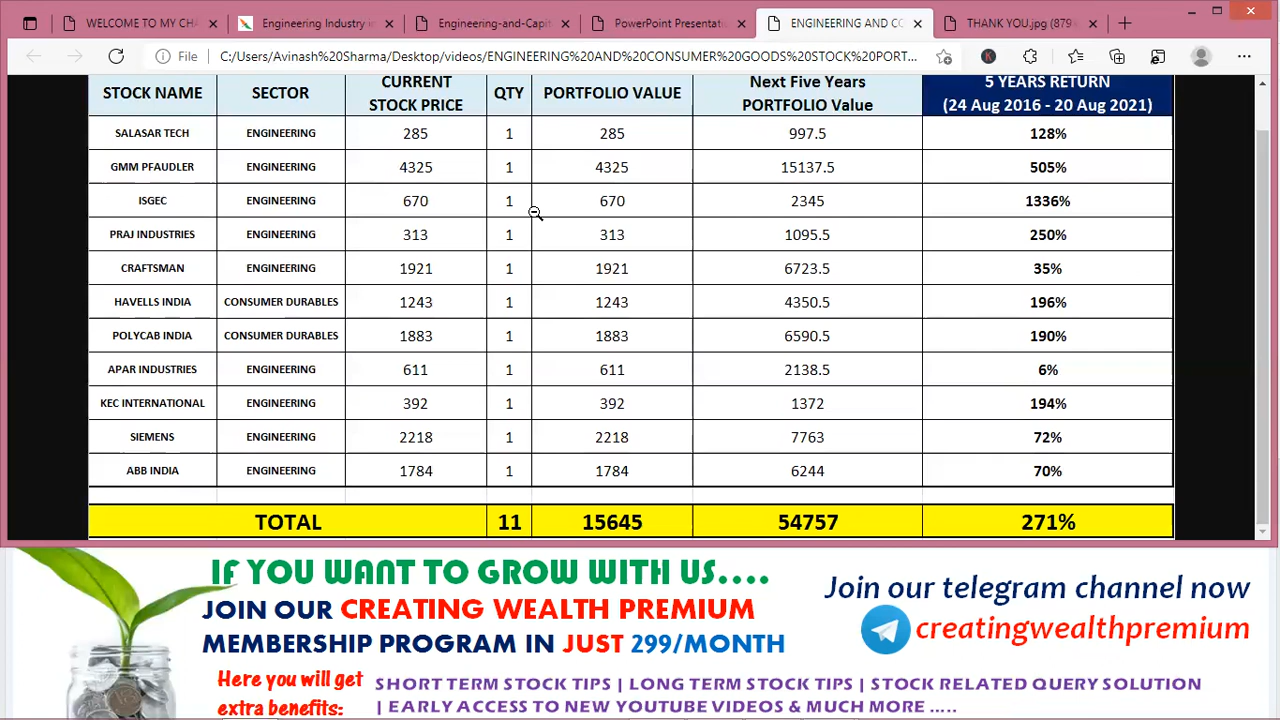 WELCOME TO MY CHA
Engineering Industry in
Engineering-and-Capit
PowerPoint Presentati
ENGINEERING AND CO
THANK YOU.jpg (879
File
C:/Users/Avinash%20Sharma/Desktop/videos/ENGINEERING%20AND%20CONSUMER%20GOODS%20STOCK%20PORT...
STOCK NAME SECTOR CURRENT STOCK PRICE QTY PORTFOLIO VALUE Next Five Years PORTFOLIO Value 5 YEARS RETURN (24 Aug 2016 - 20 Aug 2021)
SALASAR TECH ENGINEERING 285 1 285 997.5 128%
GMM PFAUDLER ENGINEERING 4325 1 4325 15137.5 505%
ISGEC ENGINEERING 670 1 670 2345 1336%
PRAJ INDUSTRIES ENGINEERING 313 1 313 1095.5 250%
CRAFTSMAN ENGINEERING 1921 1 1921 6723.5 35%
HAVELLS INDIA CONSUMER DURABLES 1243 1 1243 4350.5 196%
POLYCAB INDIA CONSUMER DURABLES 1883 1 1883 6590.5 190%
APAR INDUSTRIES ENGINEERING 611 1 611 2138.5 6%
KEC INTERNATIONAL ENGINEERING 392 1 392 1372 194%
SIEMENS ENGINEERING 2218 1 2218 7763 72%
ABB INDIA ENGINEERING 1784 1 1784 6244 70%
TOTAL 11 15645 54757 271%
IF YOU WANT TO GROW WITH US....
JOIN OUR CREATING WEALTH PREMIUM
MEMBERSHIP PROGRAM IN JUST 299/MONTH
Join our telegram channel now
creatingwealthpremium
Here you will get
extra benefits:
SHORT TERM STOCK TIPS | LONG TERM STOCK TIPS | STOCK RELATED QUERY SOLUTION
| EARLY ACCESS TO NEW YOUTUBE VIDEOS & MUCH MORE .....